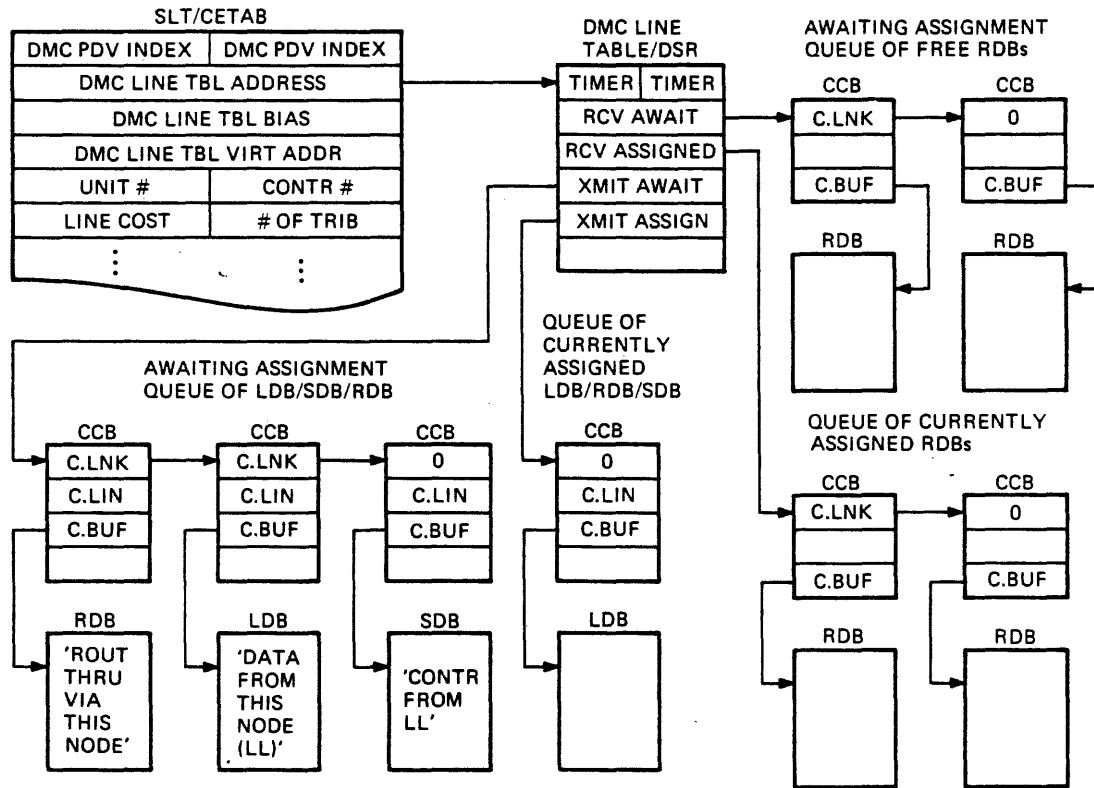 SLT/CETAB
DMC PDV INDEX DMC PDV INDEX
DMC LINE TBL ADDRESS
DMC LINE TBL BIAS
DMC LINE TBL VIRT ADDR
UNIT # CONTR #
LINE COST # OF TRIB
DMC LINE
TABLE/DSR
TIMER TIMER
RCV AWAIT
RCV ASSIGNED
XMIT AWAIT
XMIT ASSIGN
AWAITING ASSIGNMENT
QUEUE OF FREE RDBs
CCB
C.LNK
C.BUF
RDB
CCB
0
C.BUF
RDB
AWAITING ASSIGNMENT
QUEUE OF LDB/SDB/RDB
CCB
C.LNK
C.LIN
C.BUF
RDB
'ROUT
THRU
VIA
THIS
NODE'
CCB
C.LNK
C.LIN
C.BUF
LDB
'DATA
FROM
THIS
NODE
(LL)'
CCB
0
C.LIN
C.BUF
SDB
'CONTR
FROM
LL'
QUEUE OF
CURRENTLY
ASSIGNED
LDB/RDB/SDB
CCB
0
C.LIN
C.BUF
LDB
QUEUE OF CURRENTLY
ASSIGNED RDBs
CCB
C.LNK
C.BUF
RDB
CCB
0
C.BUF
RDB